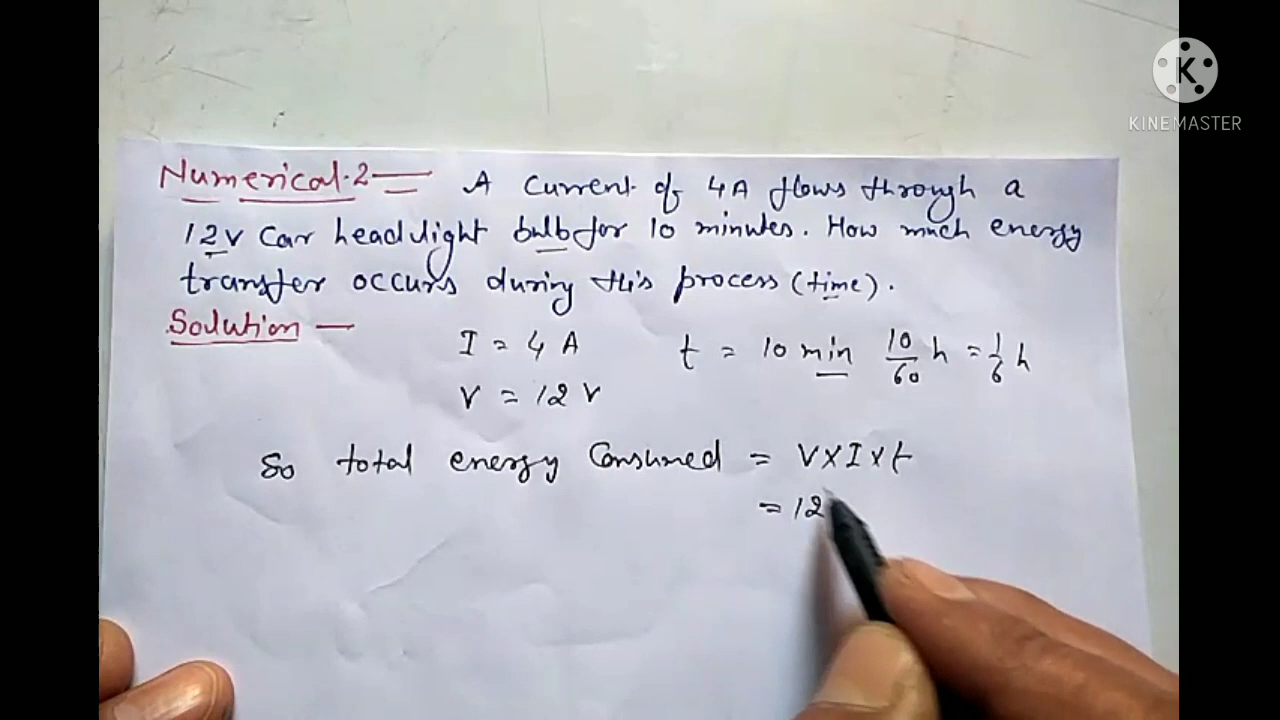 KINEMASTER
Numerical.2— A Current of 4A flows through a
12V Car headlight bulb for 10 minutes. How much energy
transfer occurs during this process (time).
Solution —
I = 4 A t = 10 min 10/60 h = 1/6 h
V = 12 V
So total energy Consumed = V×I×t
= 12